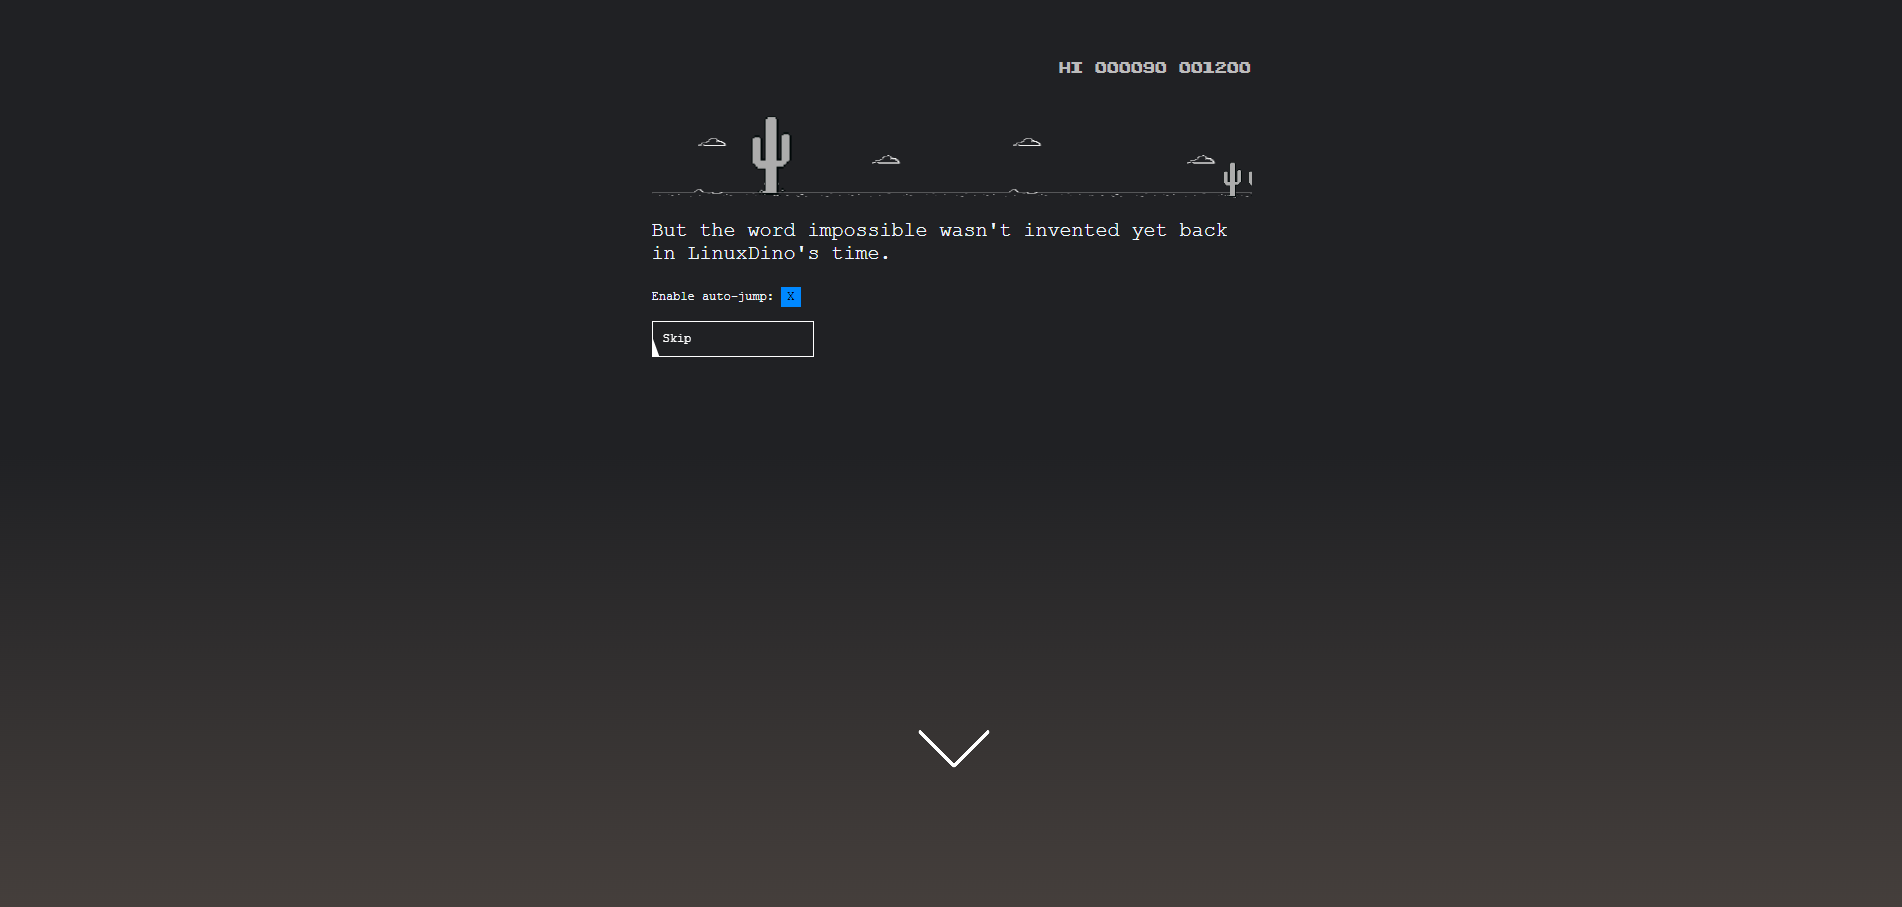 HI 000090 001200
But the word impossible wasn't invented yet back
in LinuxDino's time.
Enable auto-jump: X
Skip